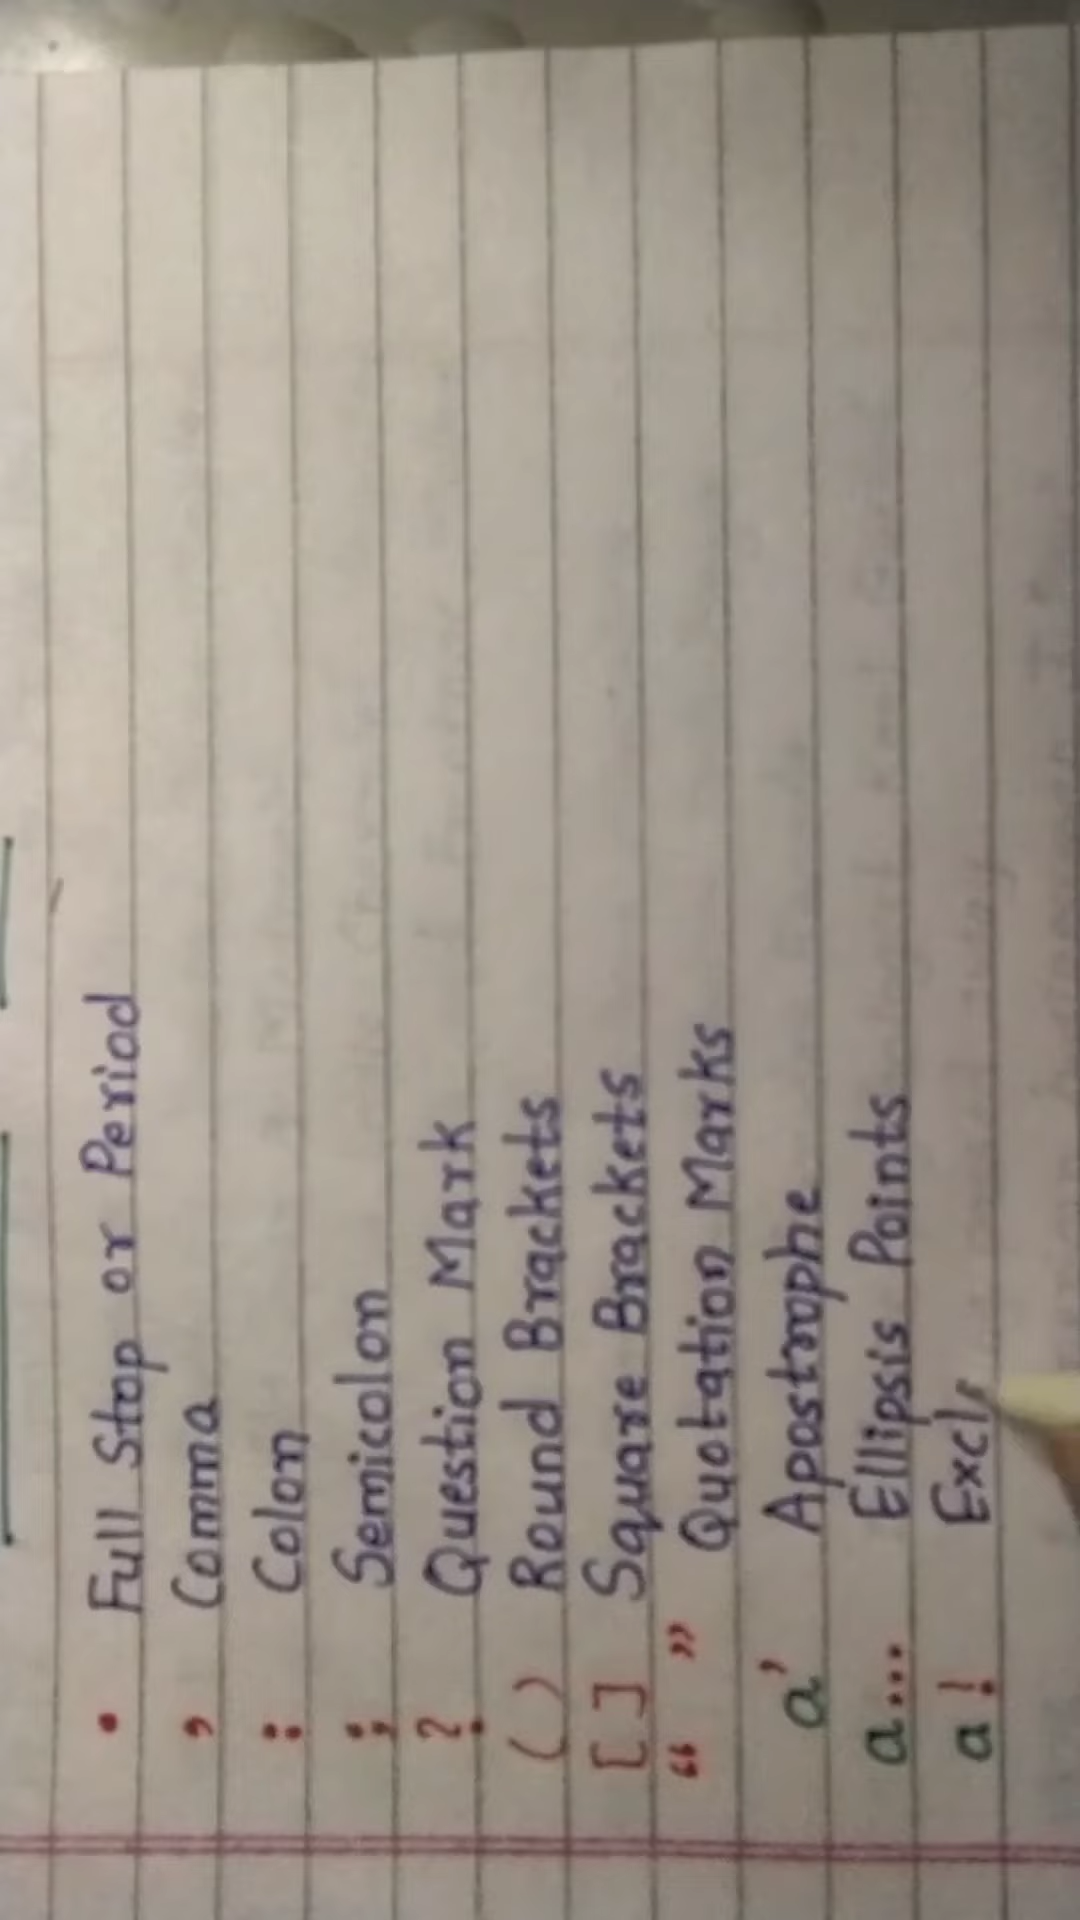 . Full Stop or Period
, Comma
: Colon
; Semicolon
? Question Mark
( ) Round Brackets
[ ] Square Brackets
“ ” Quotation Marks
a’ Apostrophe
a... Ellipsis Points
a! Excl